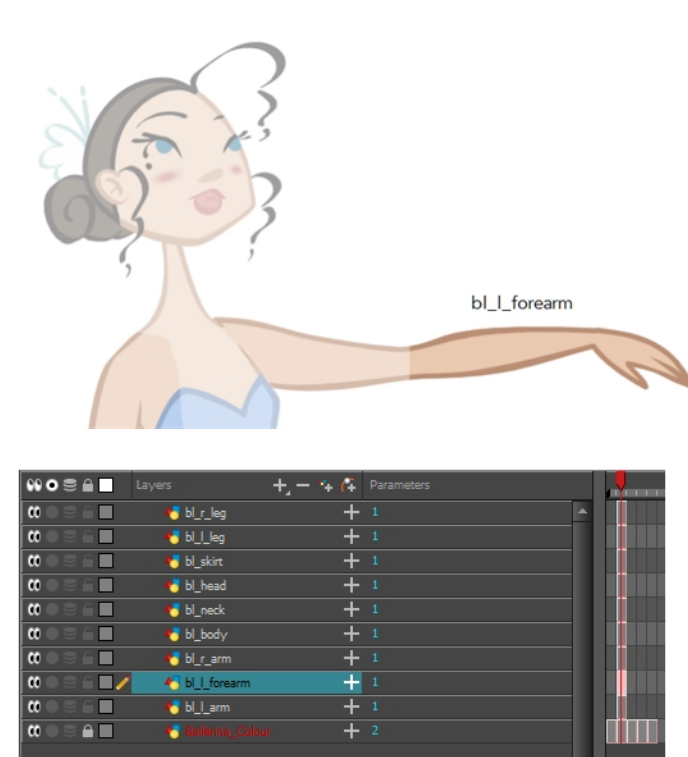 bl_l_forearm
Layers Parameters
bl_r_leg 1
bl_l_leg 1
bl_skirt 1
bl_head 1
bl_neck 1
bl_body 1
bl_r_arm 1
bl_l_forearm 1
bl_l_arm 1
Ballerina_Colour 2